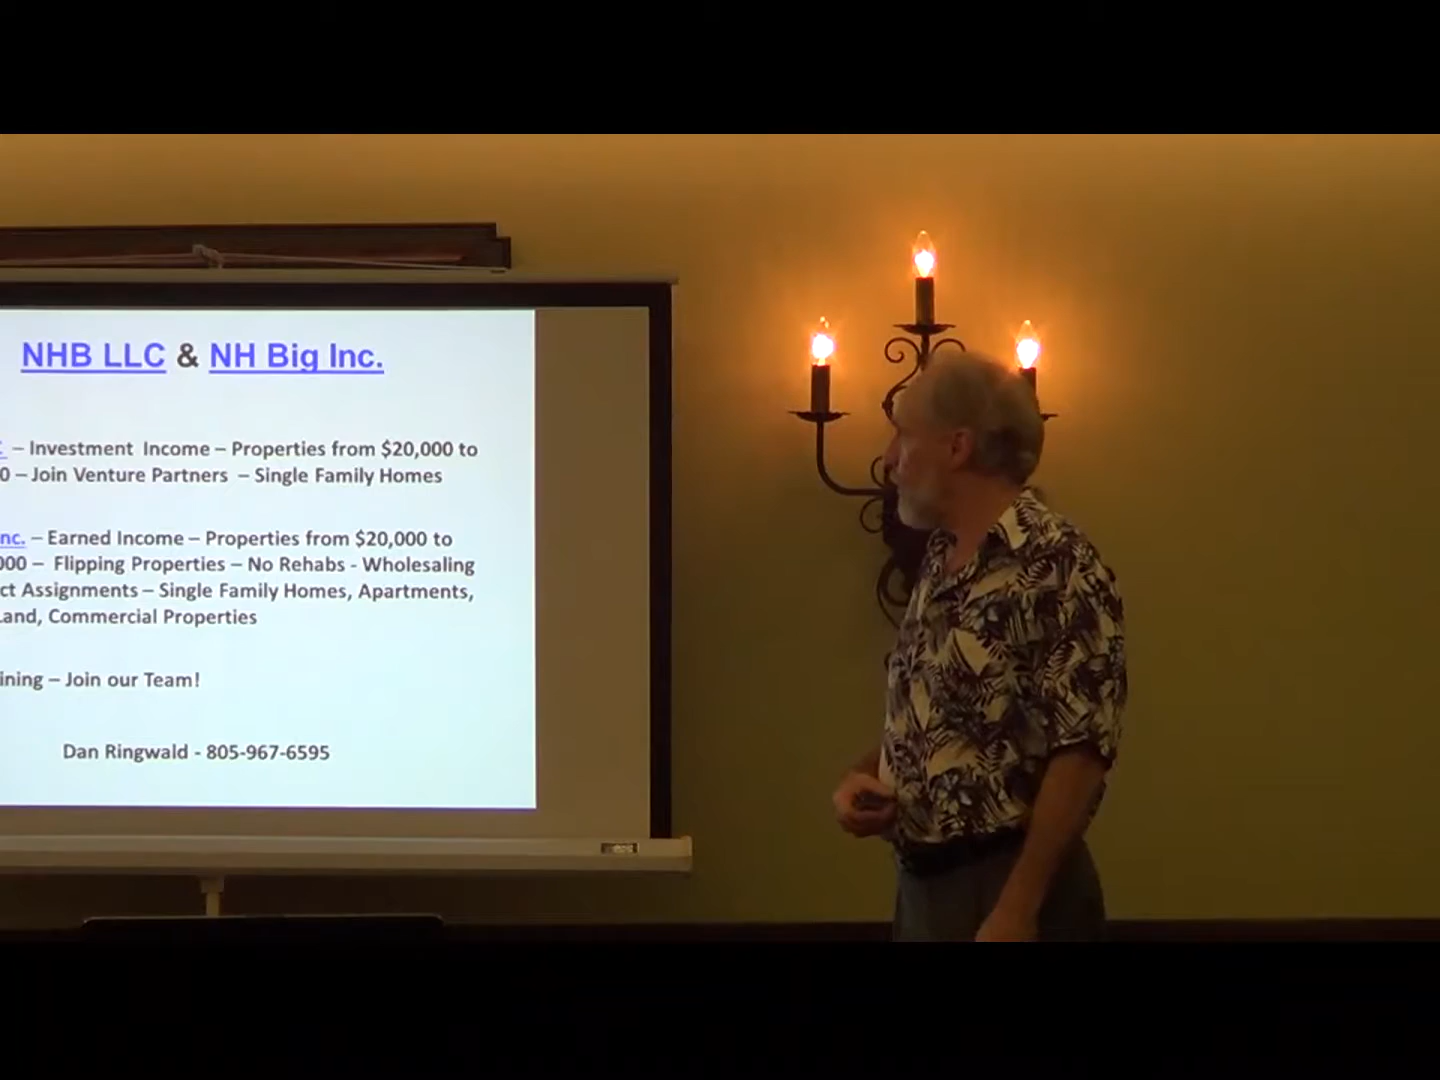 NHB LLC & NH Big Inc.
– Investment Income – Properties from $20,000 to
0 – Join Venture Partners – Single Family Homes
nc. – Earned Income – Properties from $20,000 to
000 – Flipping Properties – No Rehabs - Wholesaling
ct Assignments – Single Family Homes, Apartments,
Land, Commercial Properties
ining – Join our Team!
Dan Ringwald - 805-967-6595